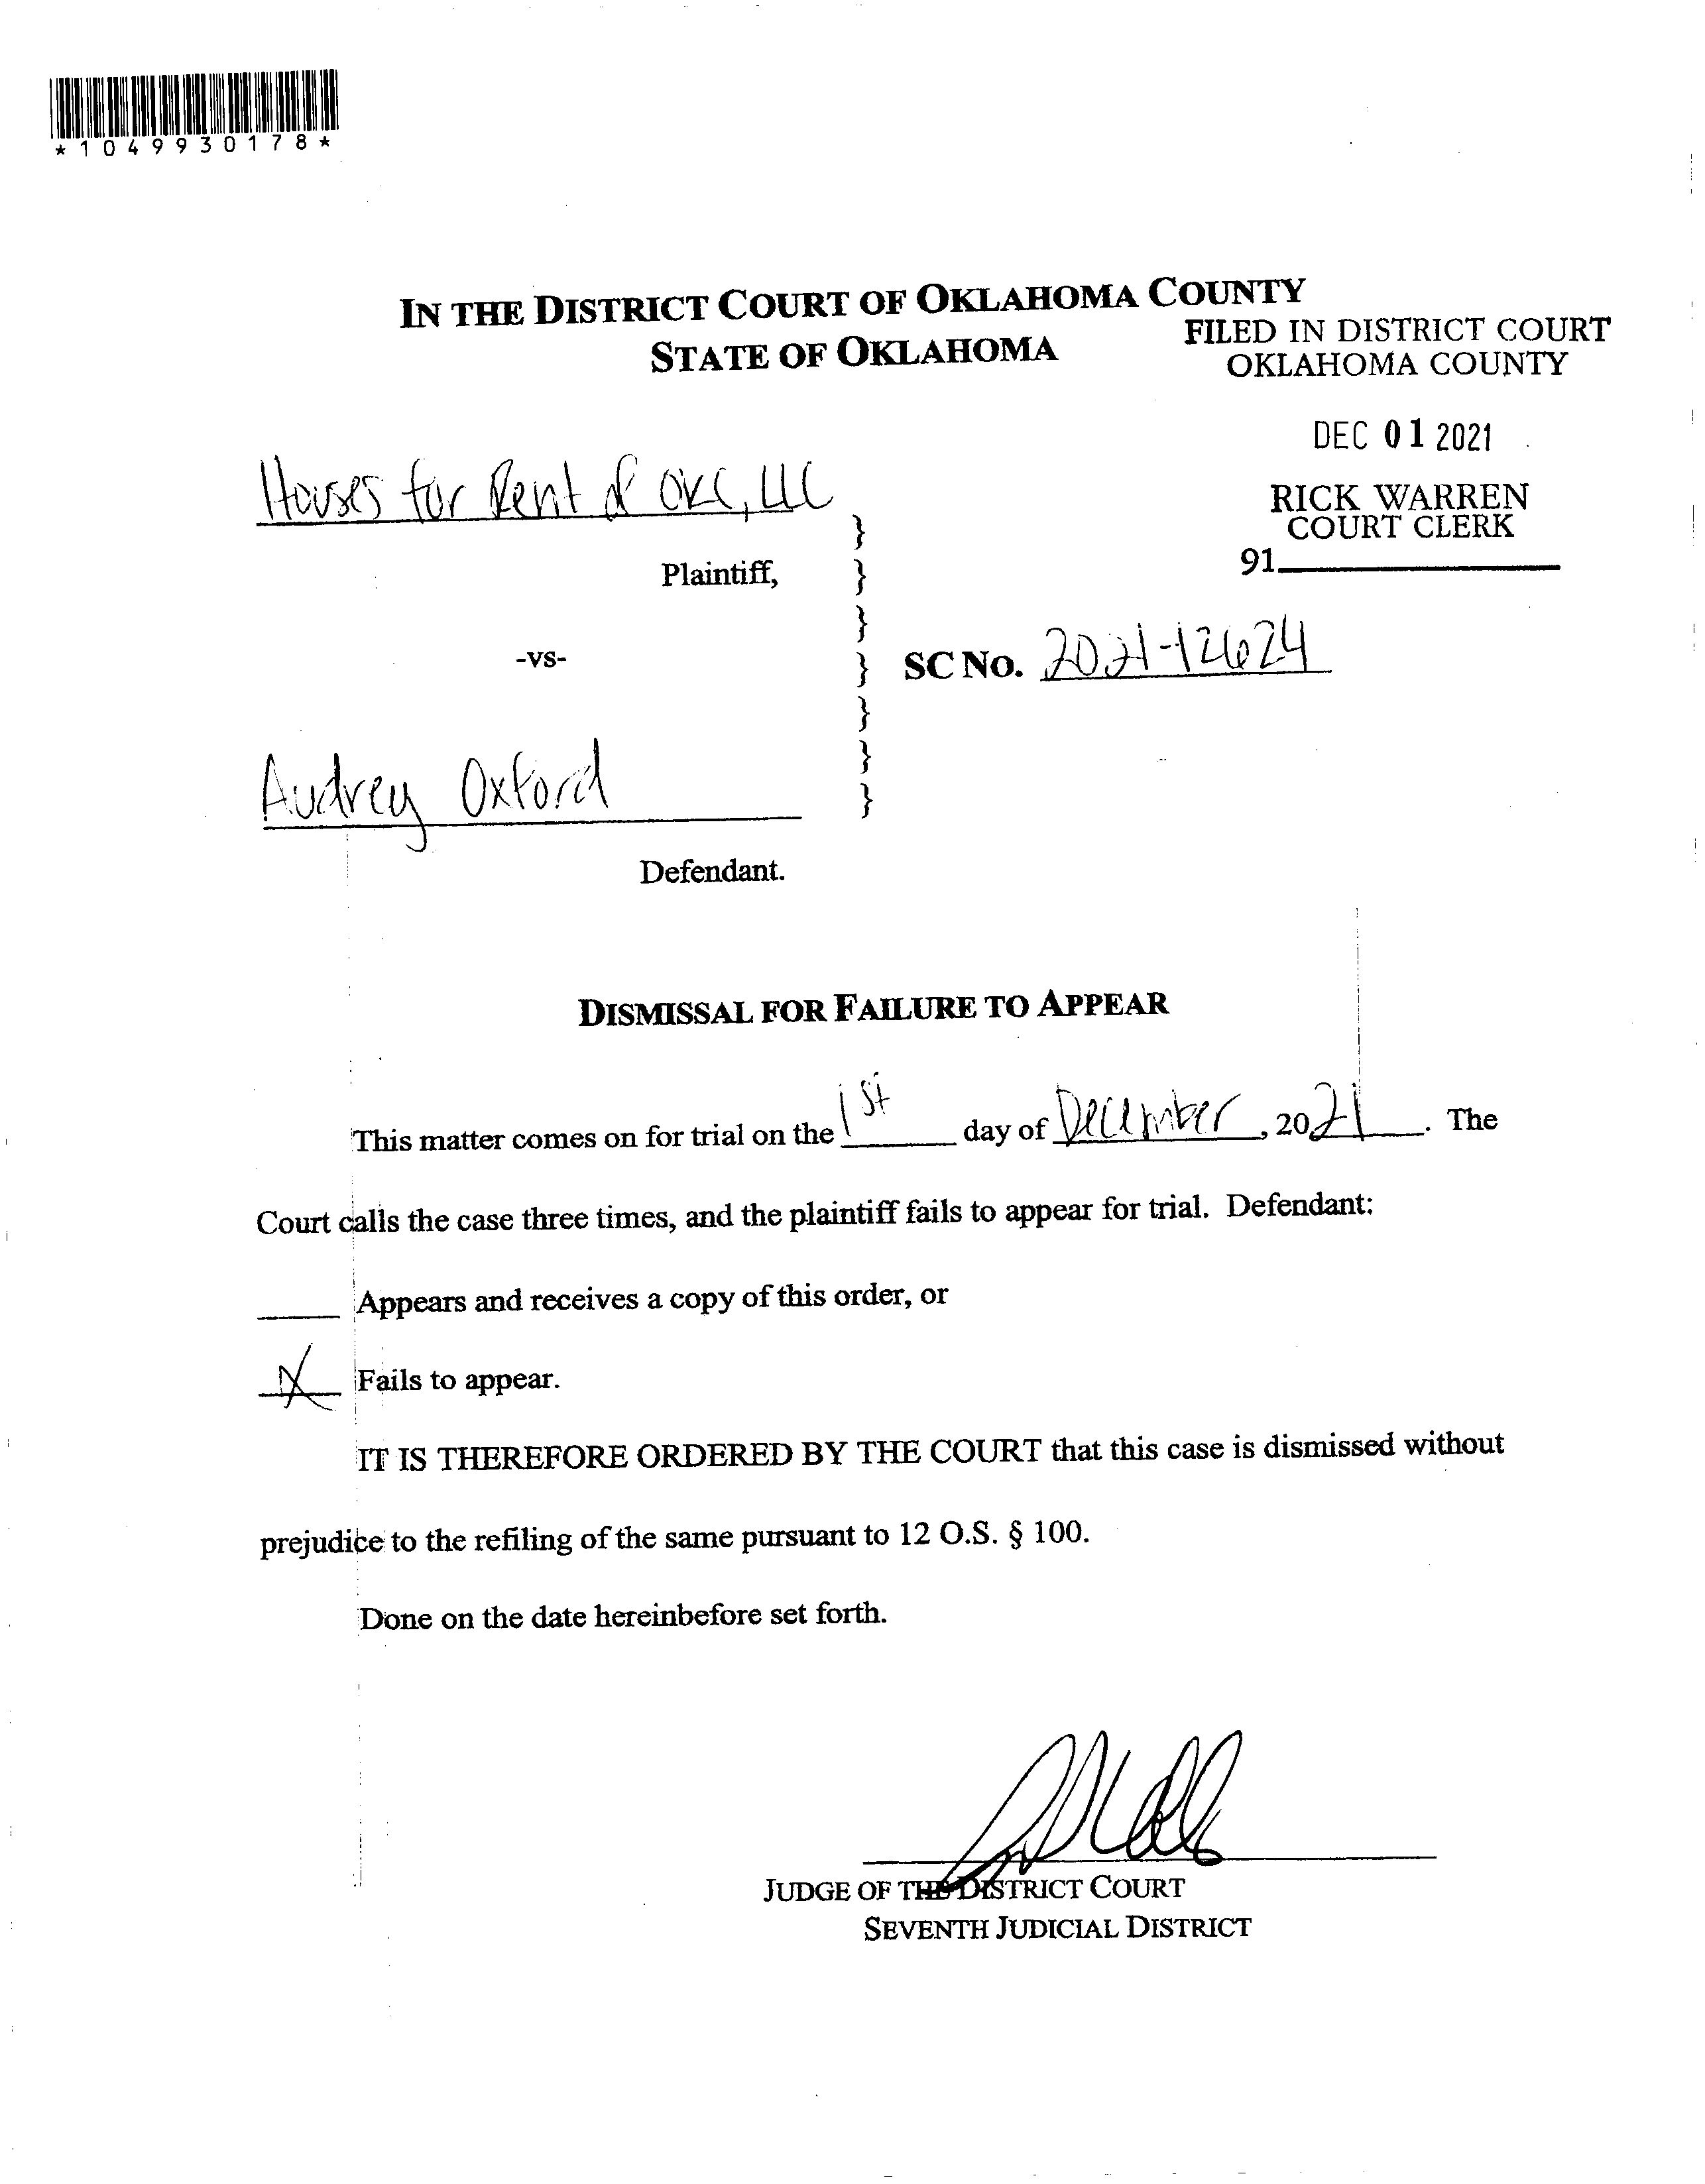 *1049930178*
IN THE DISTRICT COURT OF OKLAHOMA COUNTY
STATE OF OKLAHOMA
FILED IN DISTRICT COURT
OKLAHOMA COUNTY
DEC 01 2021
RICK WARREN
COURT CLERK
91
Houses for Rent of OKC, LLC
}
Plaintiff,
}
}
-vs-
}
SC No. 2021-12624
}
}
Audrey Oxford
}
Defendant.
DISMISSAL FOR FAILURE TO APPEAR
This matter comes on for trial on the 1st day of December, 2021. The
Court calls the case three times, and the plaintiff fails to appear for trial. Defendant:
____ Appears and receives a copy of this order, or
X Fails to appear.
IT IS THEREFORE ORDERED BY THE COURT that this case is dismissed without
prejudice to the refiling of the same pursuant to 12 O.S. § 100.
Done on the date hereinbefore set forth.
JUDGE OF THE DISTRICT COURT
SEVENTH JUDICIAL DISTRICT